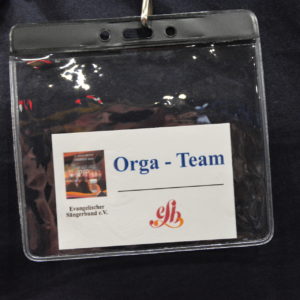 Orga - Team
Evangelischer
Sängerbund e.V.
esb